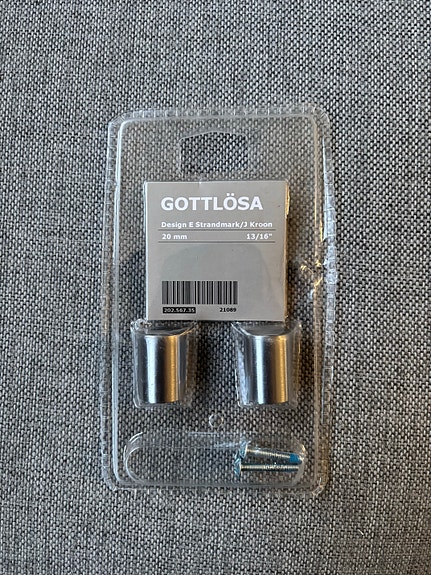 GOTTLÖSA
Design E Strandmark/J Kroon
20 mm 13/16"
202.567.35 21089